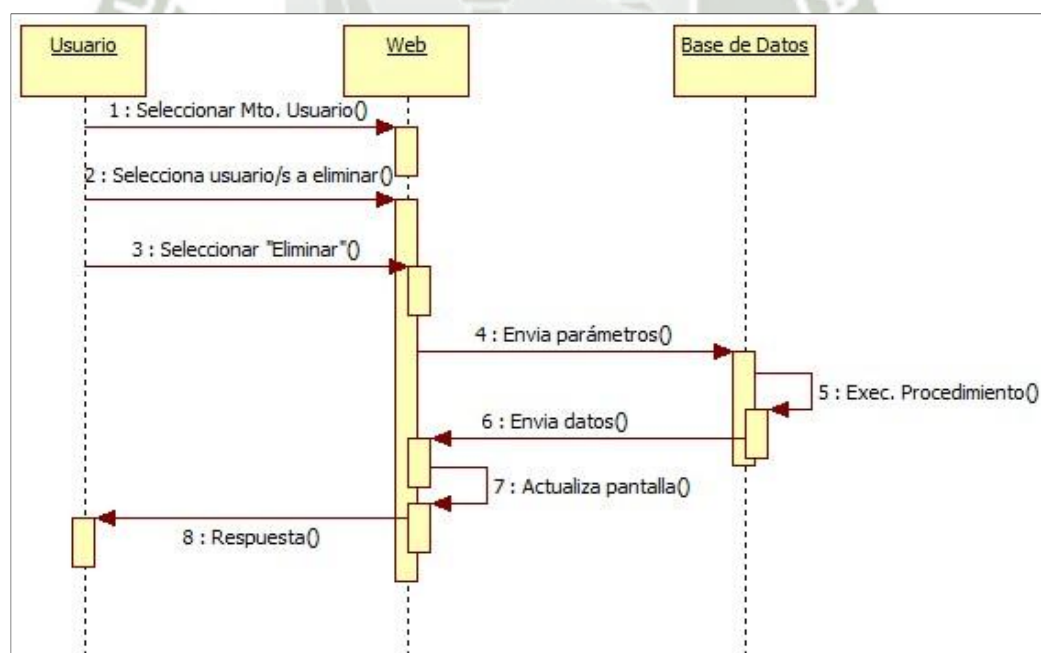 Usuario
Web
Base de Datos
1 : Seleccionar Mto. Usuario()
2 : Selecciona usuario/s a eliminar()
3 : Seleccionar "Eliminar"()
4 : Envia parámetros()
5 : Exec. Procedimiento()
6 : Envia datos()
7 : Actualiza pantalla()
8 : Respuesta()